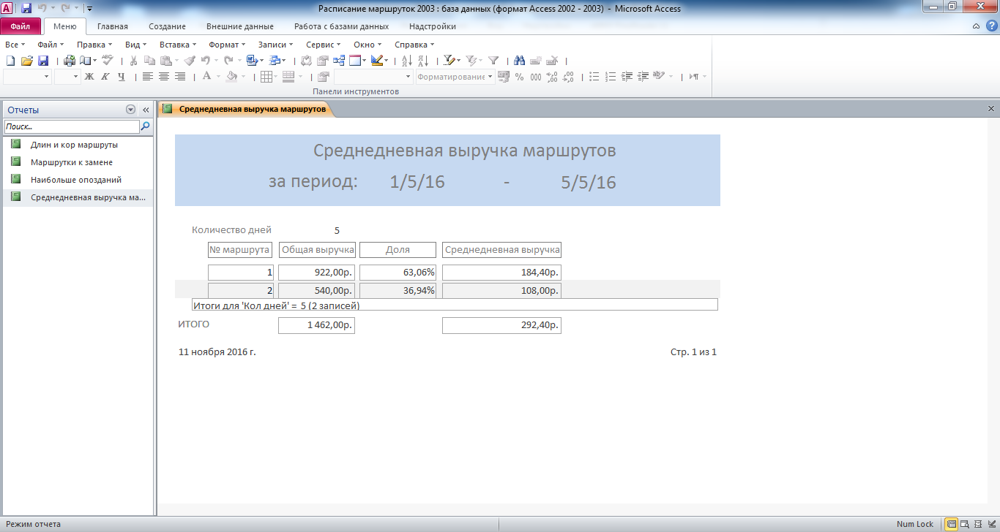 Расписание маршруток 2003 : база данных (формат Access 2002 - 2003) - Microsoft Access
Файл Меню Главная Создание Внешние данные Работа с базами данных Надстройки
Все Файл Правка Вид Вставка Формат Записи Сервис Окно Справка
Ж К Ч А Форматирование % 000
Панели инструментов
Отчеты
Поиск...
Длин и кор маршруты
Маршрутки к замене
Наибольше опозданий
Среднедневная выручка ма...
Среднедневная выручка маршрутов
Среднедневная выручка маршрутов
за период: 1/5/16 - 5/5/16
Количество дней 5
№ маршрута Общая выручка Доля Среднедневная выручка
1 922,00р. 63,06% 184,40р.
2 540,00р. 36,94% 108,00р.
Итоги для 'Кол дней' = 5 (2 записей)
ИТОГО 1 462,00р. 292,40р.
11 ноября 2016 г. Стр. 1 из 1
Режим отчета Num Lock